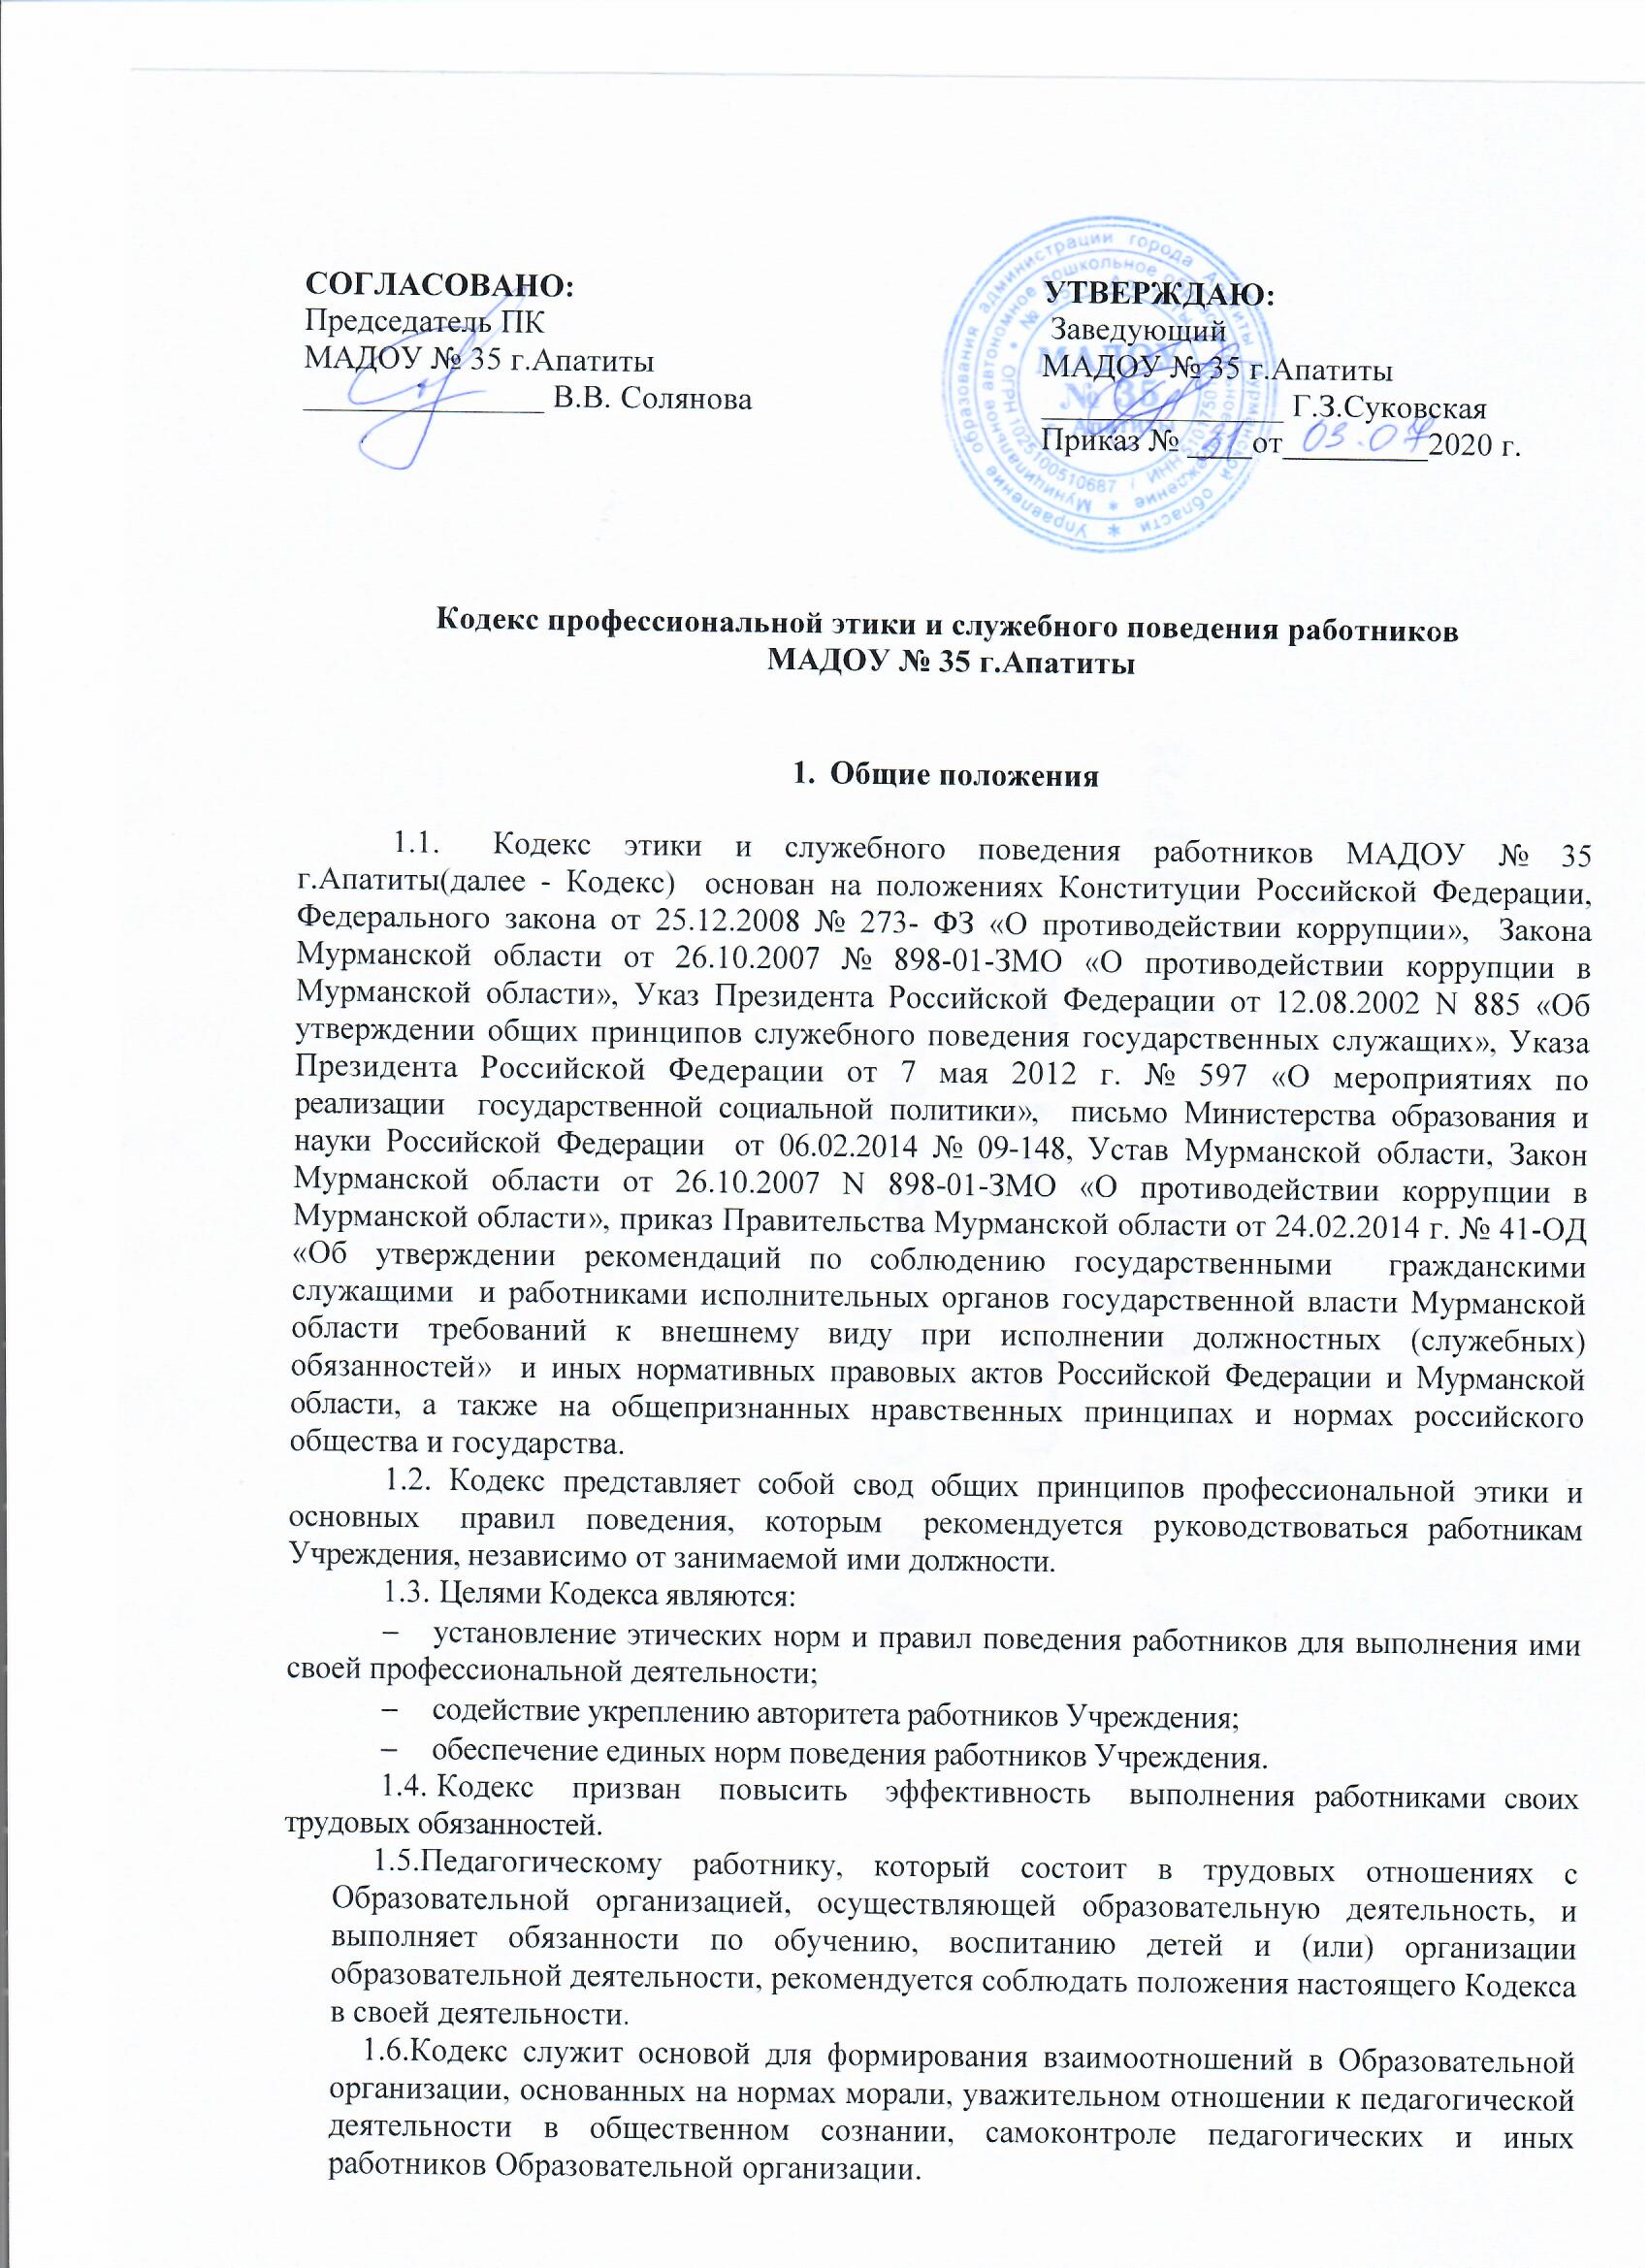 СОГЛАСОВАНО:
Председатель ПК
МАДОУ № 35 г.Апатиты
_______________ В.В. Солянова
УТВЕРЖДАЮ:
Заведующий
МАДОУ № 35 г.Апатиты
_______________ Г.З.Суковская
Приказ № 51 от 03.07 2020 г.
МАДОУ
№ 35
Кодекс профессиональной этики и служебного поведения работников
МАДОУ № 35 г.Апатиты
1. Общие положения
1.1. Кодекс этики и служебного поведения работников МАДОУ № 35
г.Апатиты(далее - Кодекс) основан на положениях Конституции Российской Федерации,
Федерального закона от 25.12.2008 № 273- ФЗ «О противодействии коррупции», Закона
Мурманской области от 26.10.2007 № 898-01-ЗМО «О противодействии коррупции в
Мурманской области», Указ Президента Российской Федерации от 12.08.2002 N 885 «Об
утверждении общих принципов служебного поведения государственных служащих», Указа
Президента Российской Федерации от 7 мая 2012 г. № 597 «О мероприятиях по
реализации государственной социальной политики», письмо Министерства образования и
науки Российской Федерации от 06.02.2014 № 09-148, Устав Мурманской области, Закон
Мурманской области от 26.10.2007 N 898-01-ЗМО «О противодействии коррупции в
Мурманской области», приказ Правительства Мурманской области от 24.02.2014 г. № 41-ОД
«Об утверждении рекомендаций по соблюдению государственными гражданскими
служащими и работниками исполнительных органов государственной власти Мурманской
области требований к внешнему виду при исполнении должностных (служебных)
обязанностей» и иных нормативных правовых актов Российской Федерации и Мурманской
области, а также на общепризнанных нравственных принципах и нормах российского
общества и государства.
1.2. Кодекс представляет собой свод общих принципов профессиональной этики и
основных правил поведения, которым рекомендуется руководствоваться работникам
Учреждения, независимо от занимаемой ими должности.
1.3. Целями Кодекса являются:
– установление этических норм и правил поведения работников для выполнения ими
своей профессиональной деятельности;
– содействие укреплению авторитета работников Учреждения;
– обеспечение единых норм поведения работников Учреждения.
1.4. Кодекс призван повысить эффективность выполнения работниками своих
трудовых обязанностей.
1.5.Педагогическому работнику, который состоит в трудовых отношениях с
Образовательной организацией, осуществляющей образовательную деятельность, и
выполняет обязанности по обучению, воспитанию детей и (или) организации
образовательной деятельности, рекомендуется соблюдать положения настоящего Кодекса
в своей деятельности.
1.6.Кодекс служит основой для формирования взаимоотношений в Образовательной
организации, основанных на нормах морали, уважительном отношении к педагогической
деятельности в общественном сознании, самоконтроле педагогических и иных
работников Образовательной организации.